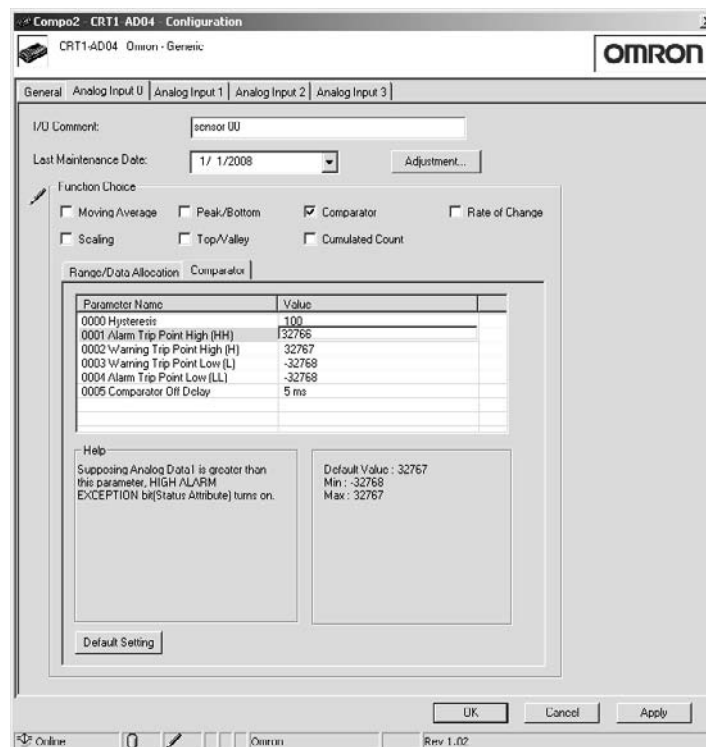 Compo2 - CRT1-AD04 - Configuration
CRT1-AD04 Omron - Generic
OMRON
General Analog Input 0 Analog Input 1 Analog Input 2 Analog Input 3
I/O Comment: sensor 00
Last Maintenance Date: 1/ 1/2008 Adjustment...
Function Choice
Moving Average Peak/Bottom Comparator Rate of Change
Scaling Top/Valley Cumulated Count
Range/Data Allocation Comparator
Parameter Name Value
0000 Hysteresis 100
0001 Alarm Trip Point High (HH) 32766
0002 Warning Trip Point High (H) 32767
0003 Warning Trip Point Low (L) -32768
0004 Alarm Trip Point Low (LL) -32768
0005 Comparator Off Delay 5 ms
Help
Supposing Analog Data1 is greater than
this parameter, HIGH ALARM
EXCEPTION bit(Status Attribute) turns on.
Default Value : 32767
Min : -32768
Max : 32767
Default Setting
OK Cancel Apply
Online Omron Rev 1.02